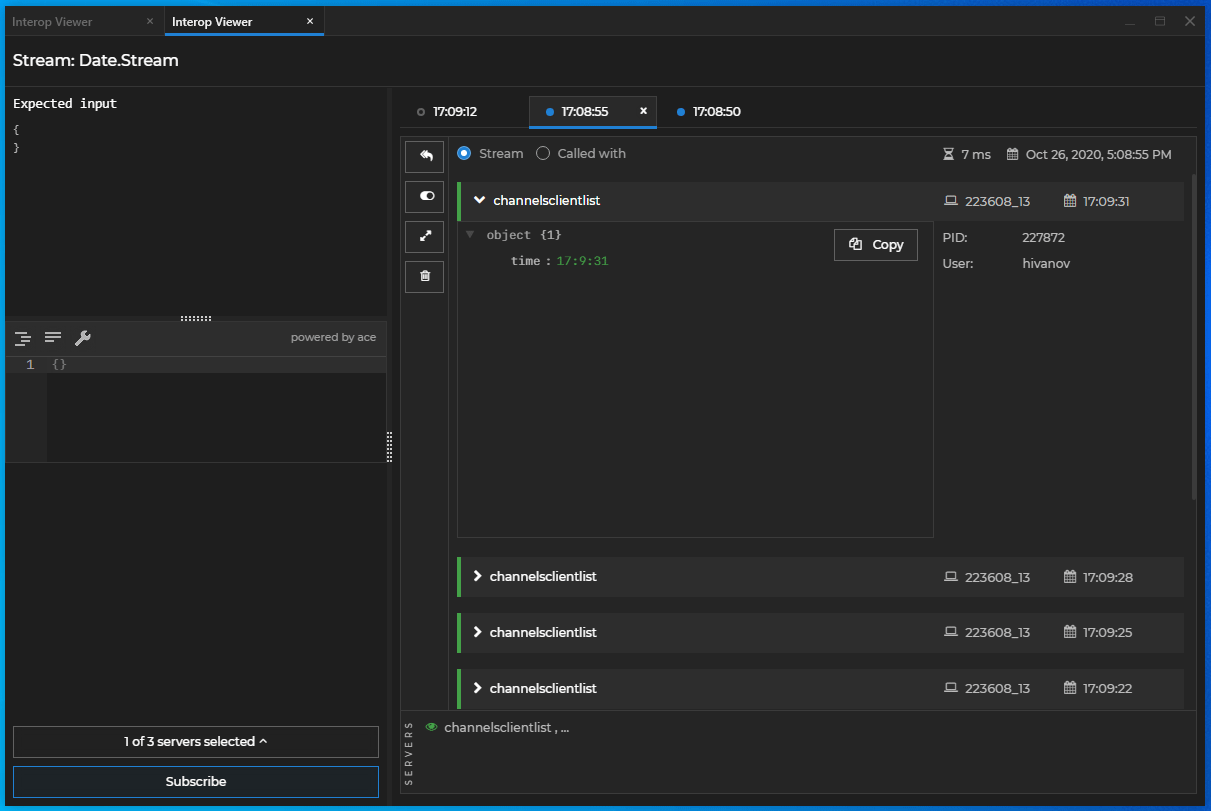 Interop Viewer ×
Interop Viewer ×
Stream: Date.Stream
Expected input
{
}
powered by ace
1 {}
1 of 3 servers selected
Subscribe
17:09:12
17:08:55 ×
17:08:50
Stream Called with
7 ms Oct 26, 2020, 5:08:55 PM
channelsclientlist 223608_13 17:09:31
object {1}
time : 17:9:31
Copy
PID: 227872
User: hivanov
channelsclientlist 223608_13 17:09:28
channelsclientlist 223608_13 17:09:25
channelsclientlist 223608_13 17:09:22
SERVERS
channelsclientlist , ...